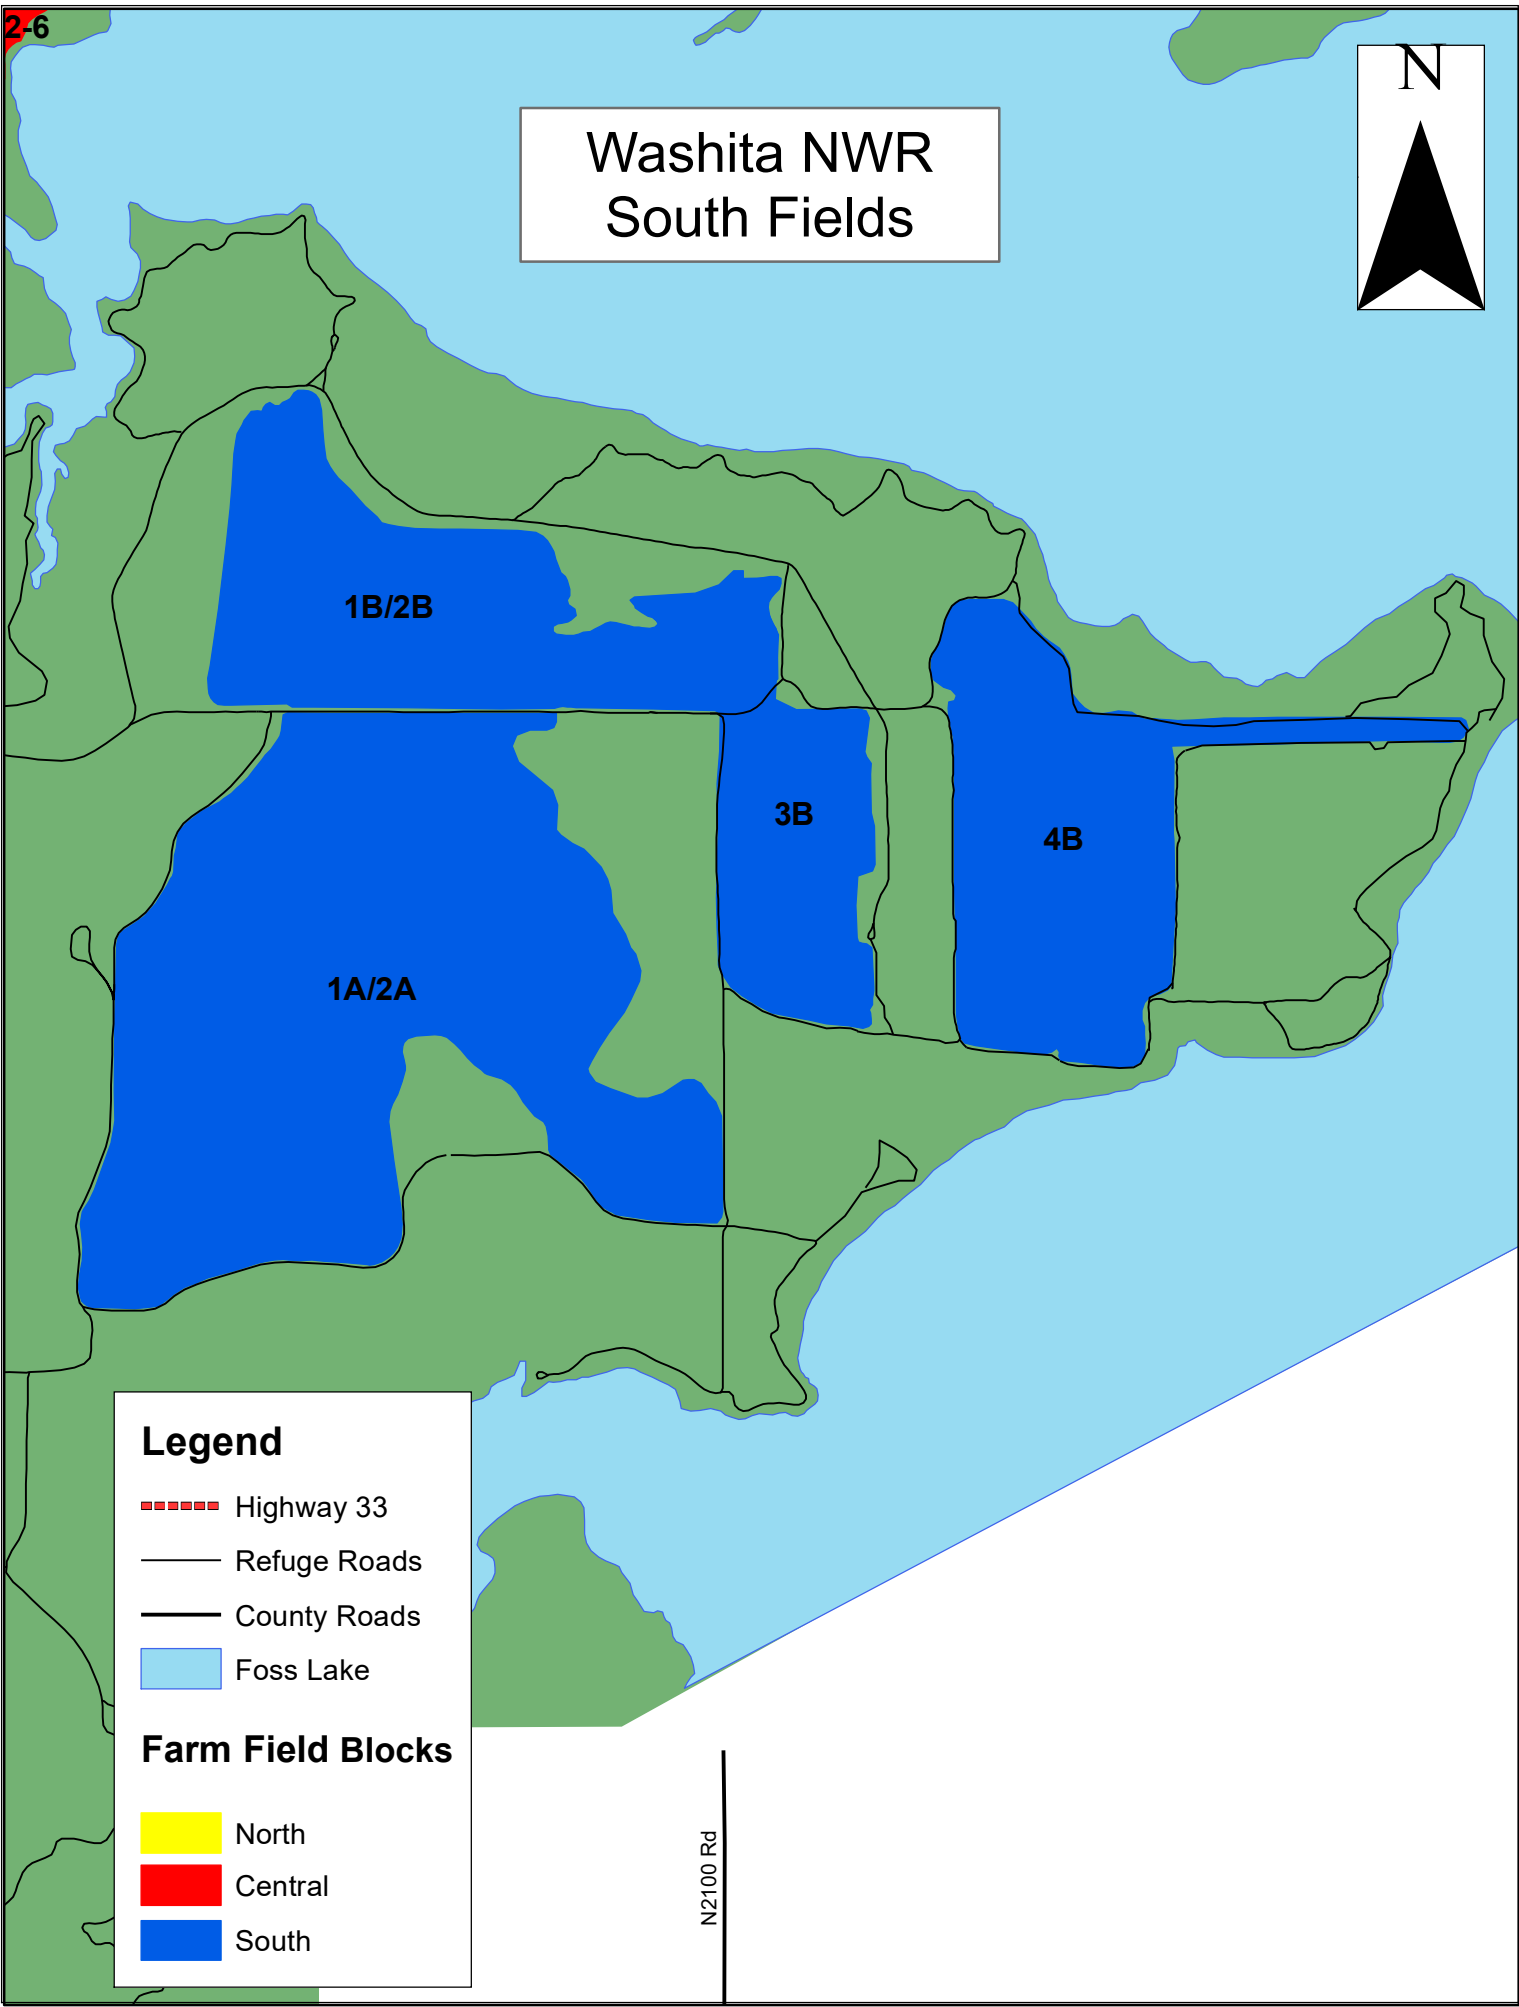 2-6
N
Washita NWR
South Fields
1B/2B
3B
4B
1A/2A
Legend
Highway 33
Refuge Roads
County Roads
Foss Lake
Farm Field Blocks
North
Central
South
N2100 Rd